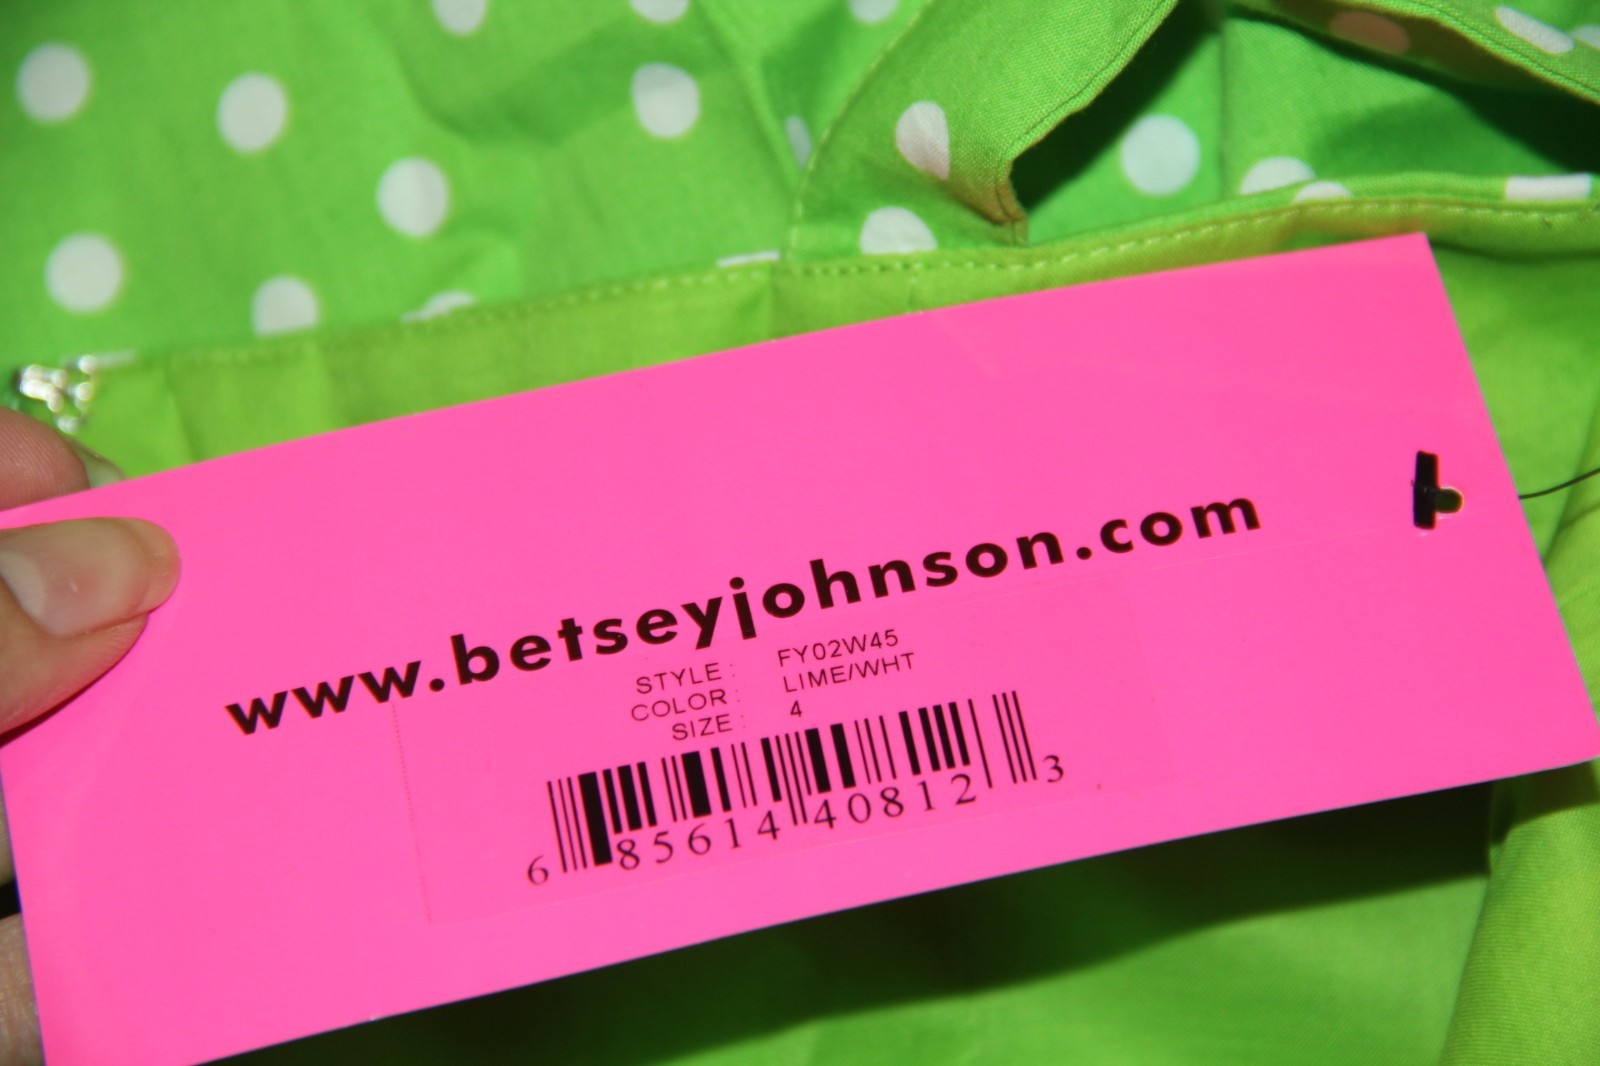 www.betseyjohnson.com
STYLE: FY02W45
COLOR: LIME/WHT
SIZE: 4
6 85614 40812 3